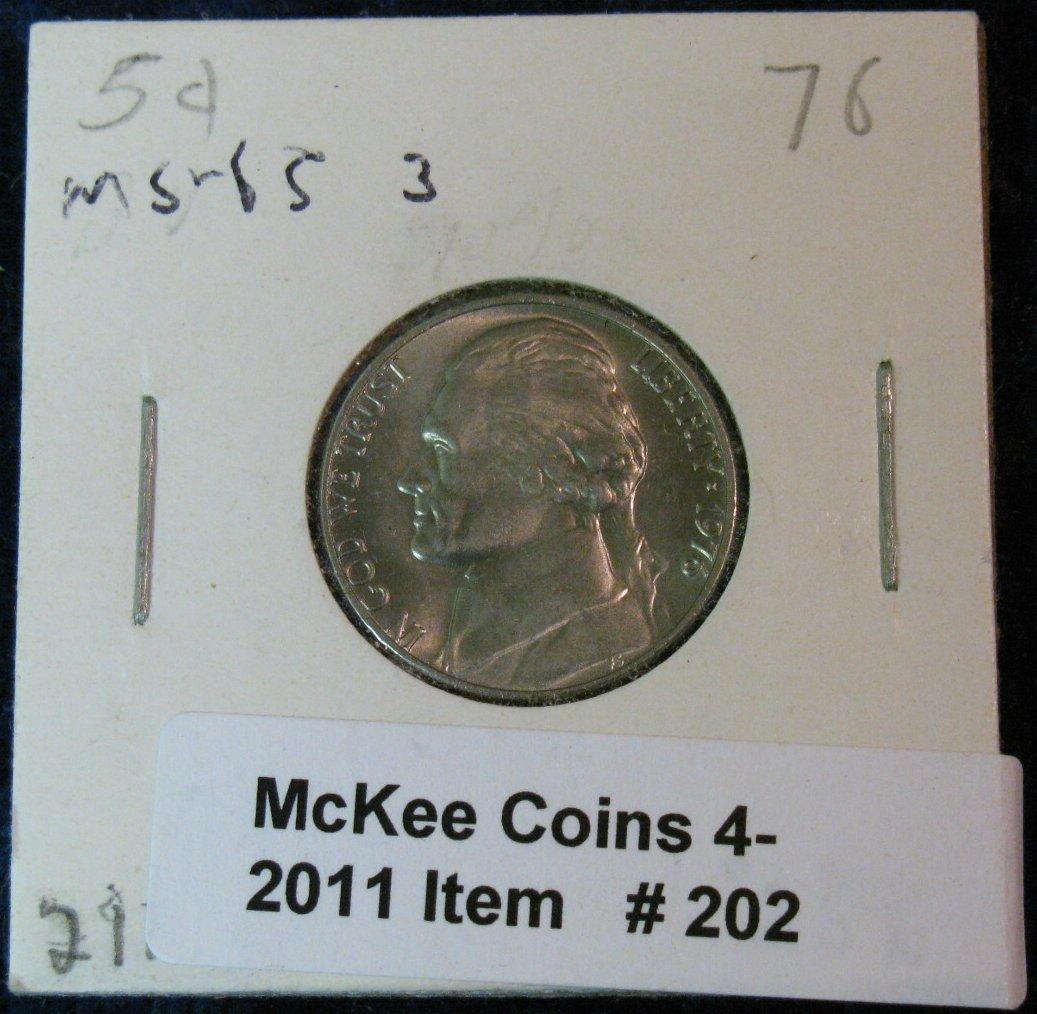 5¢ 76
MS-65 3
IN GOD WE TRUST
LIBERTY · 1976
McKee Coins 4-
2011 Item # 202